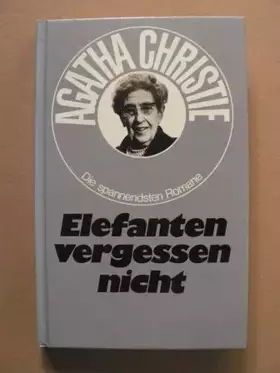 AGATHA CHRISTIE
Die spannendsten Romane
Elefanten
vergessen
nicht